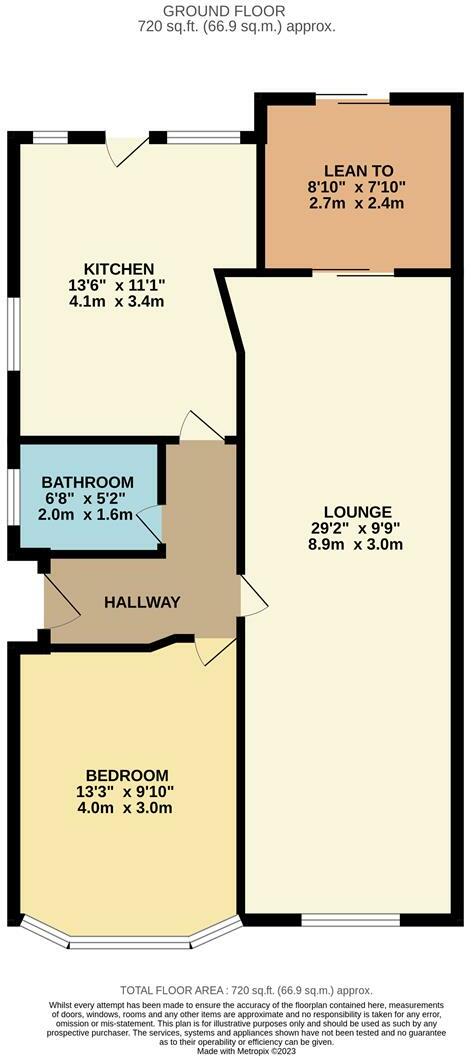 GROUND FLOOR
720 sq.ft. (66.9 sq.m.) approx.
LEAN TO
8'10" x 7'10"
2.7m x 2.4m
KITCHEN
13'6" x 11'1"
4.1m x 3.4m
BATHROOM
6'8" x 5'2"
2.0m x 1.6m
LOUNGE
29'2" x 9'9"
8.9m x 3.0m
HALLWAY
BEDROOM
13'3" x 9'10"
4.0m x 3.0m
TOTAL FLOOR AREA : 720 sq.ft. (66.9 sq.m.) approx.
Whilst every attempt has been made to ensure the accuracy of the floorplan contained here, measurements
of doors, windows, rooms and any other items are approximate and no responsibility is taken for any error,
omission or mis-statement. This plan is for illustrative purposes only and should be used as such by any
prospective purchaser. The services, systems and appliances shown have not been tested and no guarantee
as to their operability or efficiency can be given.
Made with Metropix ©2023